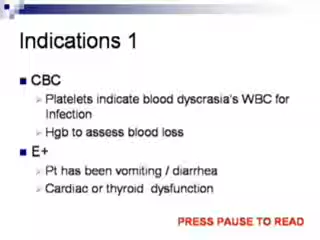 Indications 1
CBC
Platelets indicate blood dyscrasia's WBC for
Infection
Hgb to assess blood loss
E+
Pt has been vomiting / diarrhea
Cardiac or thyroid dysfunction
PRESS PAUSE TO READ